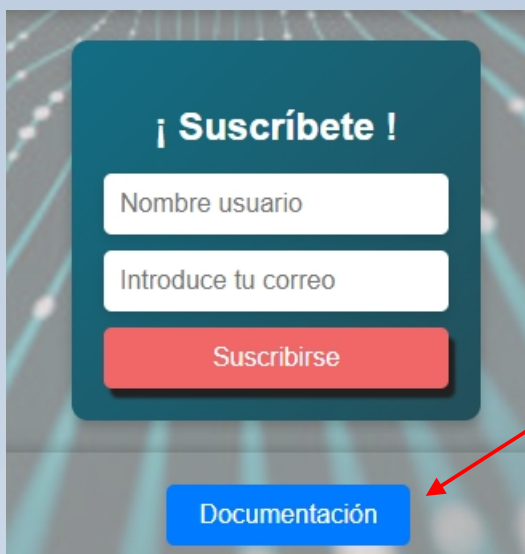 ¡ Suscríbete !
Nombre usuario
Introduce tu correo
Suscribirse
Documentación